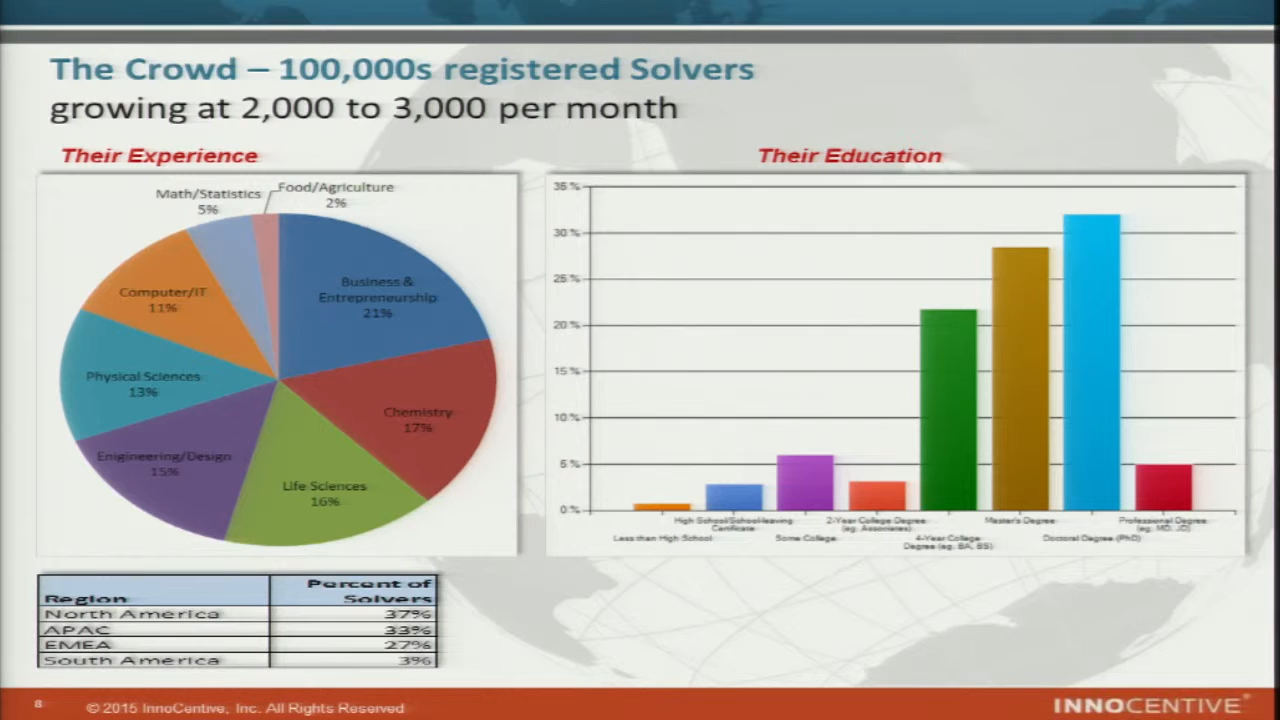 The Crowd – 100,000s registered Solvers
growing at 2,000 to 3,000 per month
Their Experience
Math/Statistics
5%
Food/Agriculture
2%
Business &
Entrepreneurship
21%
Computer/IT
11%
Physical Sciences
13%
Chemistry
17%
Enigineering/Design
15%
Life Sciences
16%
Their Education
35%
30%
25%
20%
15%
10%
5%
0%
Less than High School
High School/School-leaving
Certificate
Some College
2-Year College Degree
(eg. Associates)
4-Year College
Degree (eg. BA, BS)
Master's Degree
Doctoral Degree (PhD)
Professional Degree
(eg. MD, JD)
Region Percent of
Solvers
North America 37%
APAC 33%
EMEA 27%
South America 3%
8 © 2015 InnoCentive, Inc. All Rights Reserved
INNOCENTIVE®